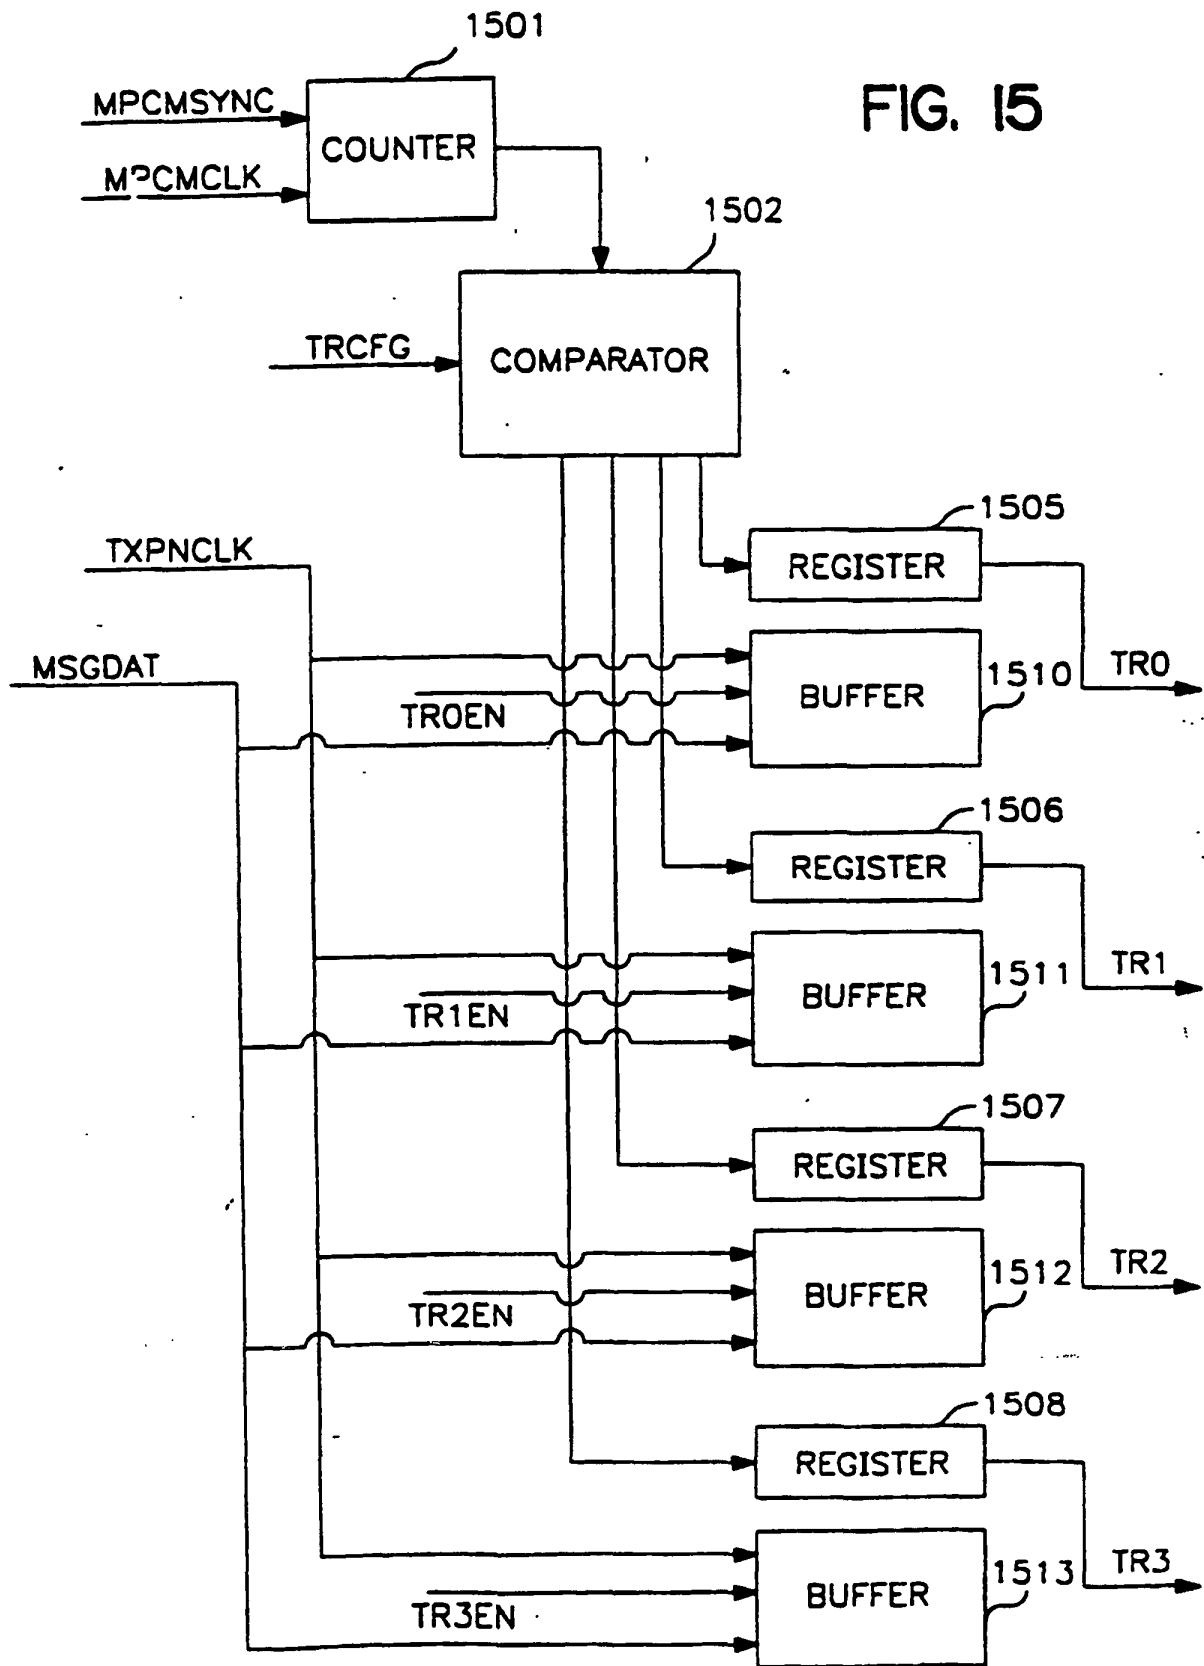 1501
FIG. 15
MPCMSYNC
COUNTER
MPCMCLK
1502
TRCFG
COMPARATOR
1505
TXPNCLK
REGISTER
MSGDAT
TR0
1510
BUFFER
TR0EN
1506
REGISTER
TR1
1511
BUFFER
TR1EN
1507
REGISTER
TR2
1512
BUFFER
TR2EN
1508
REGISTER
TR3
1513
BUFFER
TR3EN